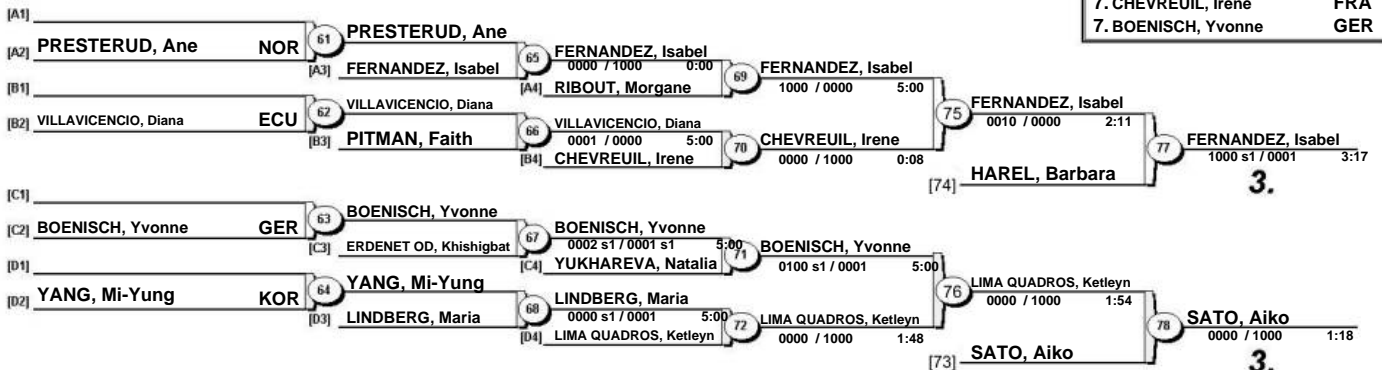 7. CHEVREUIL, Irene FRA
7. BOENISCH, Yvonne GER
[A1]
[A2] PRESTERUD, Ane NOR
61 PRESTERUD, Ane
[A3] FERNANDEZ, Isabel
65 FERNANDEZ, Isabel
0000 / 1000 0:00
[A4] RIBOUT, Morgane
69 FERNANDEZ, Isabel
1000 / 0000 5:00
[B1]
[B2] VILLAVICENCIO, Diana ECU
62 VILLAVICENCIO, Diana
[B3] PITMAN, Faith
66 VILLAVICENCIO, Diana
0001 / 0000 5:00
[B4] CHEVREUIL, Irene
70 CHEVREUIL, Irene
0000 / 1000 0:08
75 FERNANDEZ, Isabel
0010 / 0000 2:11
[74] HAREL, Barbara
77 FERNANDEZ, Isabel
1000 s1 / 0001 3:17
3.
[C1]
[C2] BOENISCH, Yvonne GER
63 BOENISCH, Yvonne
[C3] ERDENET OD, Khishigbat
67 BOENISCH, Yvonne
0002 s1 / 0001 s1 5:00
[C4] YUKHAREVA, Natalia
71 BOENISCH, Yvonne
0100 s1 / 0001 5:00
[D1]
[D2] YANG, Mi-Yung KOR
64 YANG, Mi-Yung
[D3] LINDBERG, Maria
68 LINDBERG, Maria
0000 s1 / 0001 5:00
[D4] LIMA QUADROS, Ketleyn
72 LIMA QUADROS, Ketleyn
0000 / 1000 1:48
76 LIMA QUADROS, Ketleyn
0000 / 1000 1:54
[73] SATO, Aiko
78 SATO, Aiko
0000 / 1000 1:18
3.